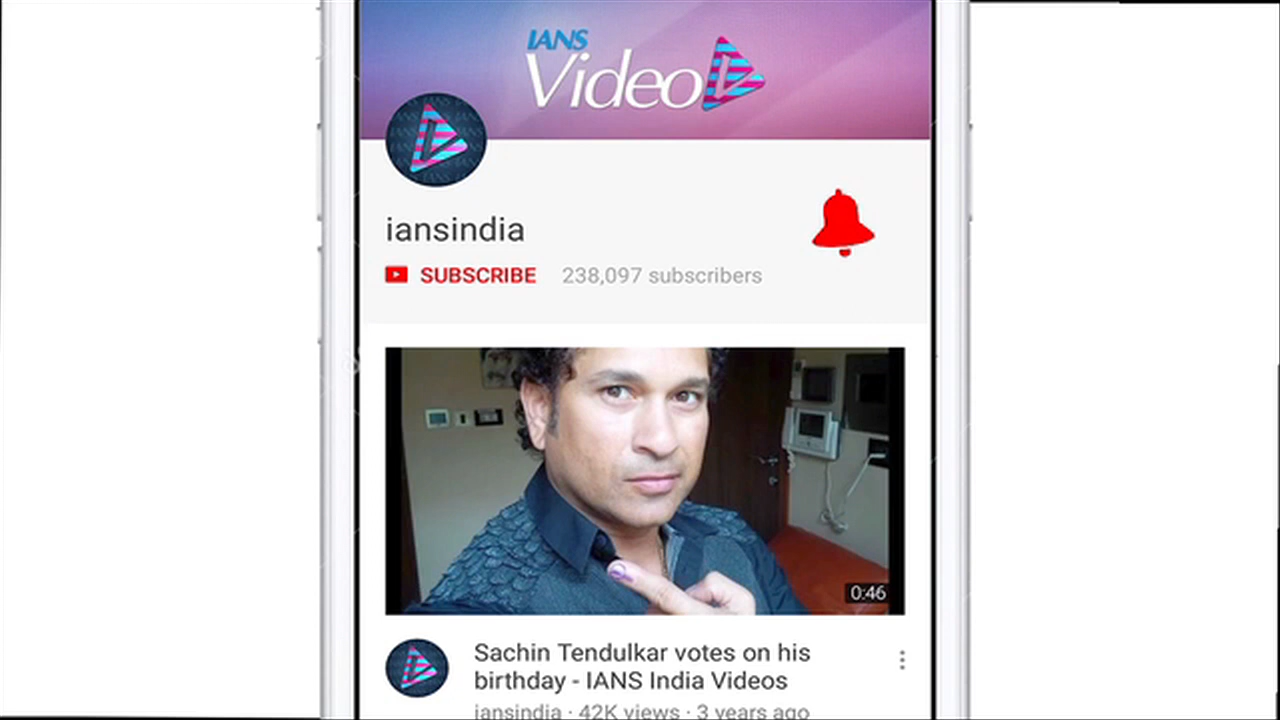 IANS
Video
iansindia
SUBSCRIBE 238,097 subscribers
0:46
Sachin Tendulkar votes on his
birthday - IANS India Videos
iansindia · 42K views · 3 years ago